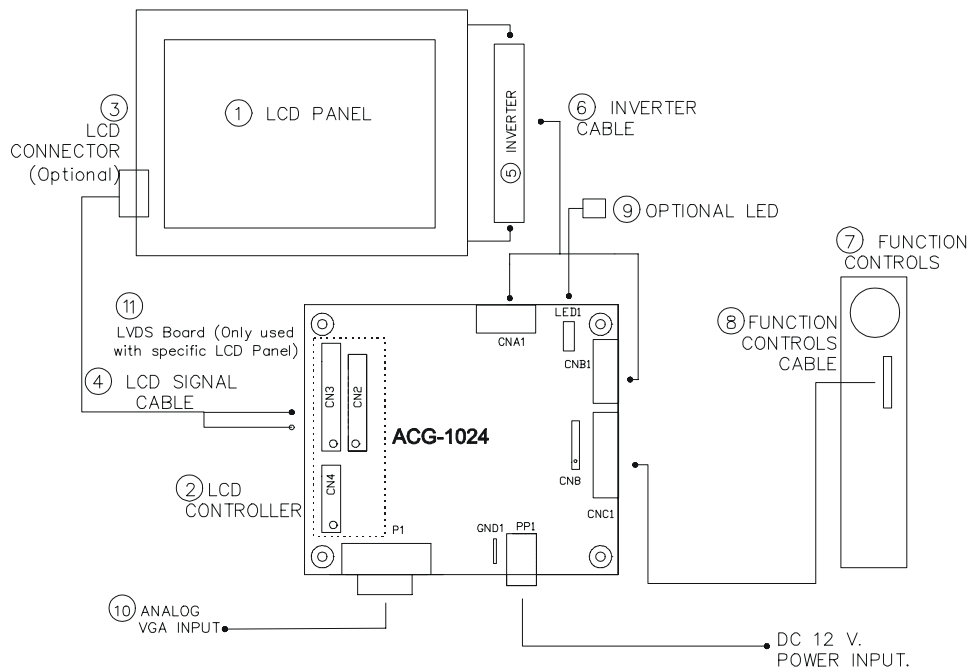 ① LCD PANEL
③
LCD
CONNECTOR
(Optional)
⑤ INVERTER
⑥ INVERTER
CABLE
⑨ OPTIONAL LED
⑦ FUNCTION
CONTROLS
⑧ FUNCTION
CONTROLS
CABLE
⑪
LVDS Board (Only used
with specific LCD Panel)
④ LCD SIGNAL
CABLE
② LCD
CONTROLLER
CNA1
LED1
CNB1
CN3
CN2
ACG-1024
CN4
CN8
CNC1
P1
GND1
PP1
⑩ ANALOG
VGA INPUT
DC 12 V.
POWER INPUT.